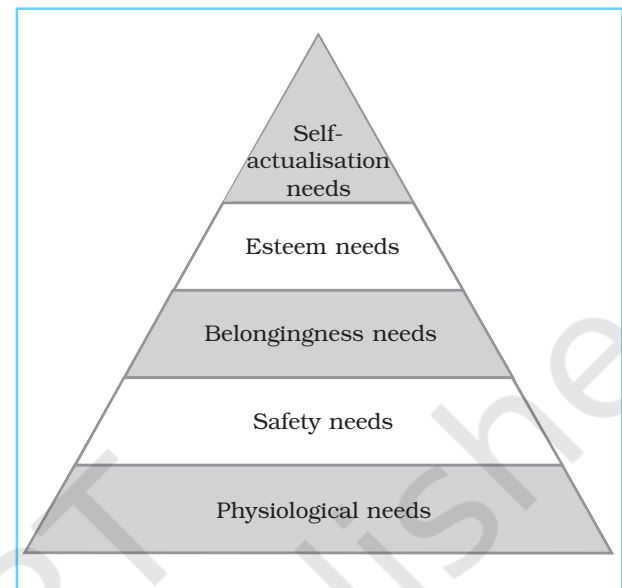 Self-
actualisation
needs
Esteem needs
Belongingness needs
Safety needs
Physiological needs